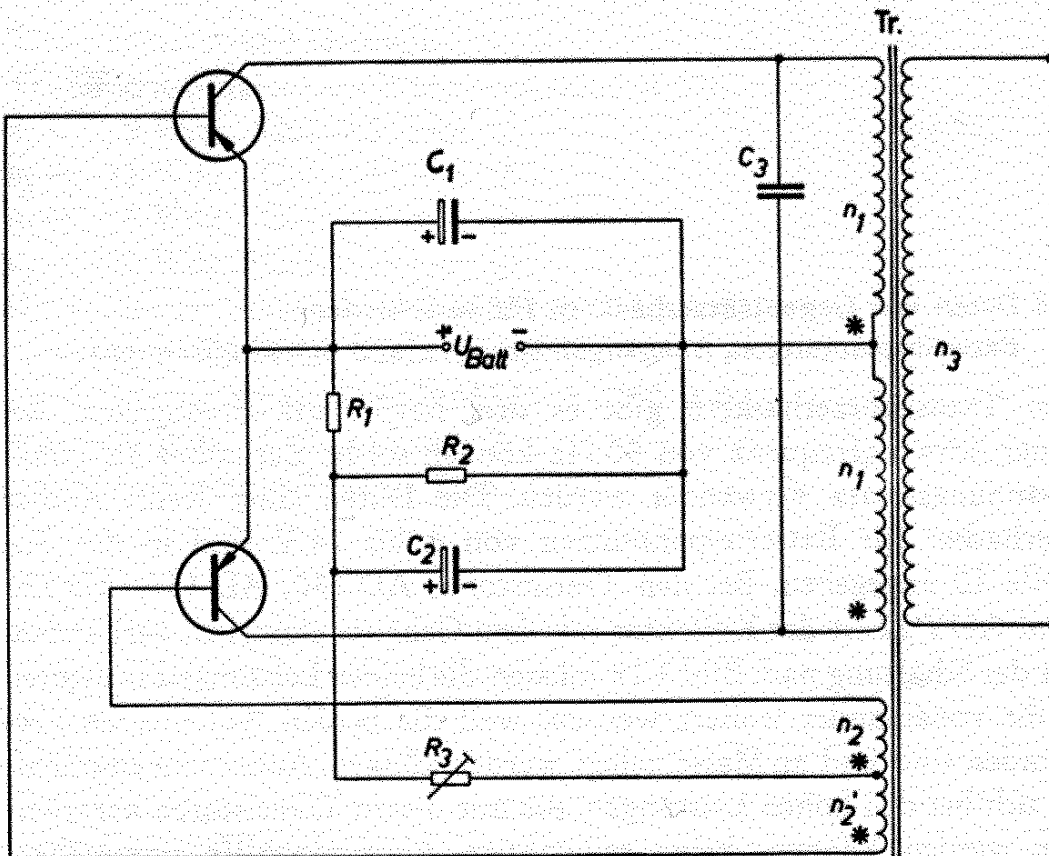 Tr.
C1
+ -
C3
n1
*
+ UBatt -
n3
R1
R2
n1
C2
+ -
*
n2
R3
*
n2'
*